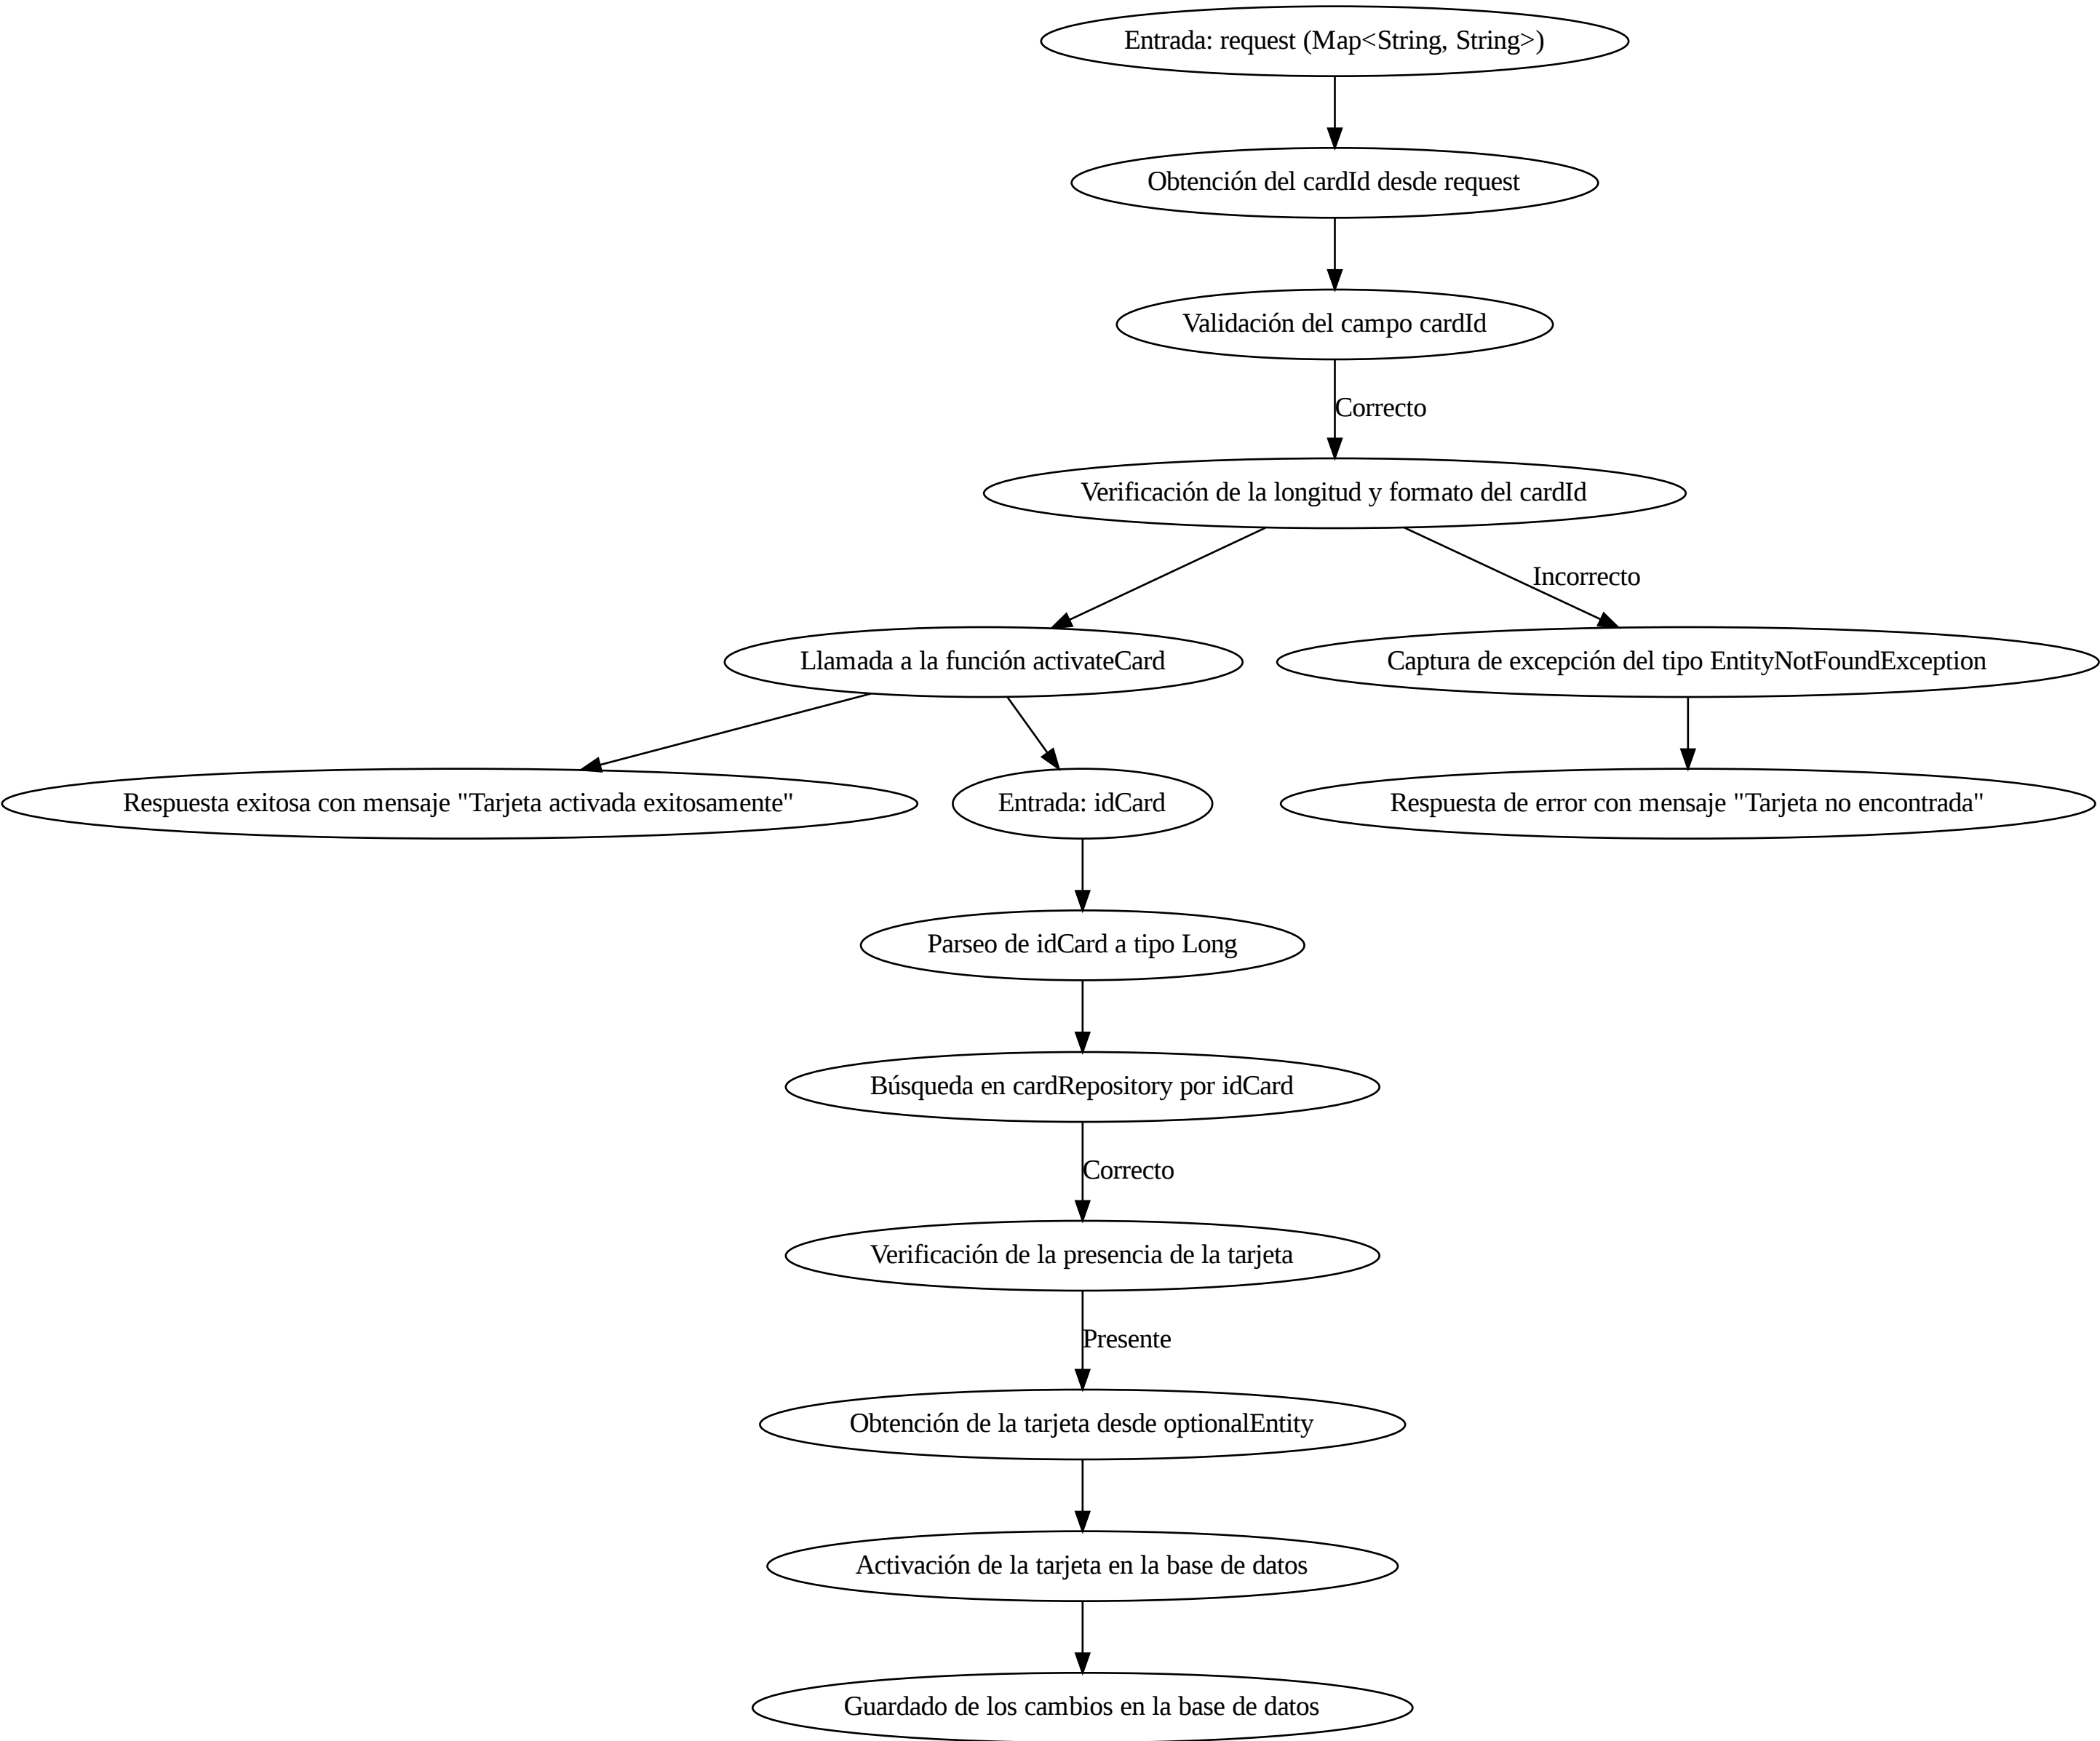 Entrada: request (Map<String, String>)
Obtención del cardId desde request
Validación del campo cardId
Correcto
Verificación de la longitud y formato del cardId
Incorrecto
Llamada a la función activateCard
Captura de excepción del tipo EntityNotFoundException
Respuesta exitosa con mensaje "Tarjeta activada exitosamente"
Entrada: idCard
Respuesta de error con mensaje "Tarjeta no encontrada"
Parseo de idCard a tipo Long
Búsqueda en cardRepository por idCard
Correcto
Verificación de la presencia de la tarjeta
Presente
Obtención de la tarjeta desde optionalEntity
Activación de la tarjeta en la base de datos
Guardado de los cambios en la base de datos